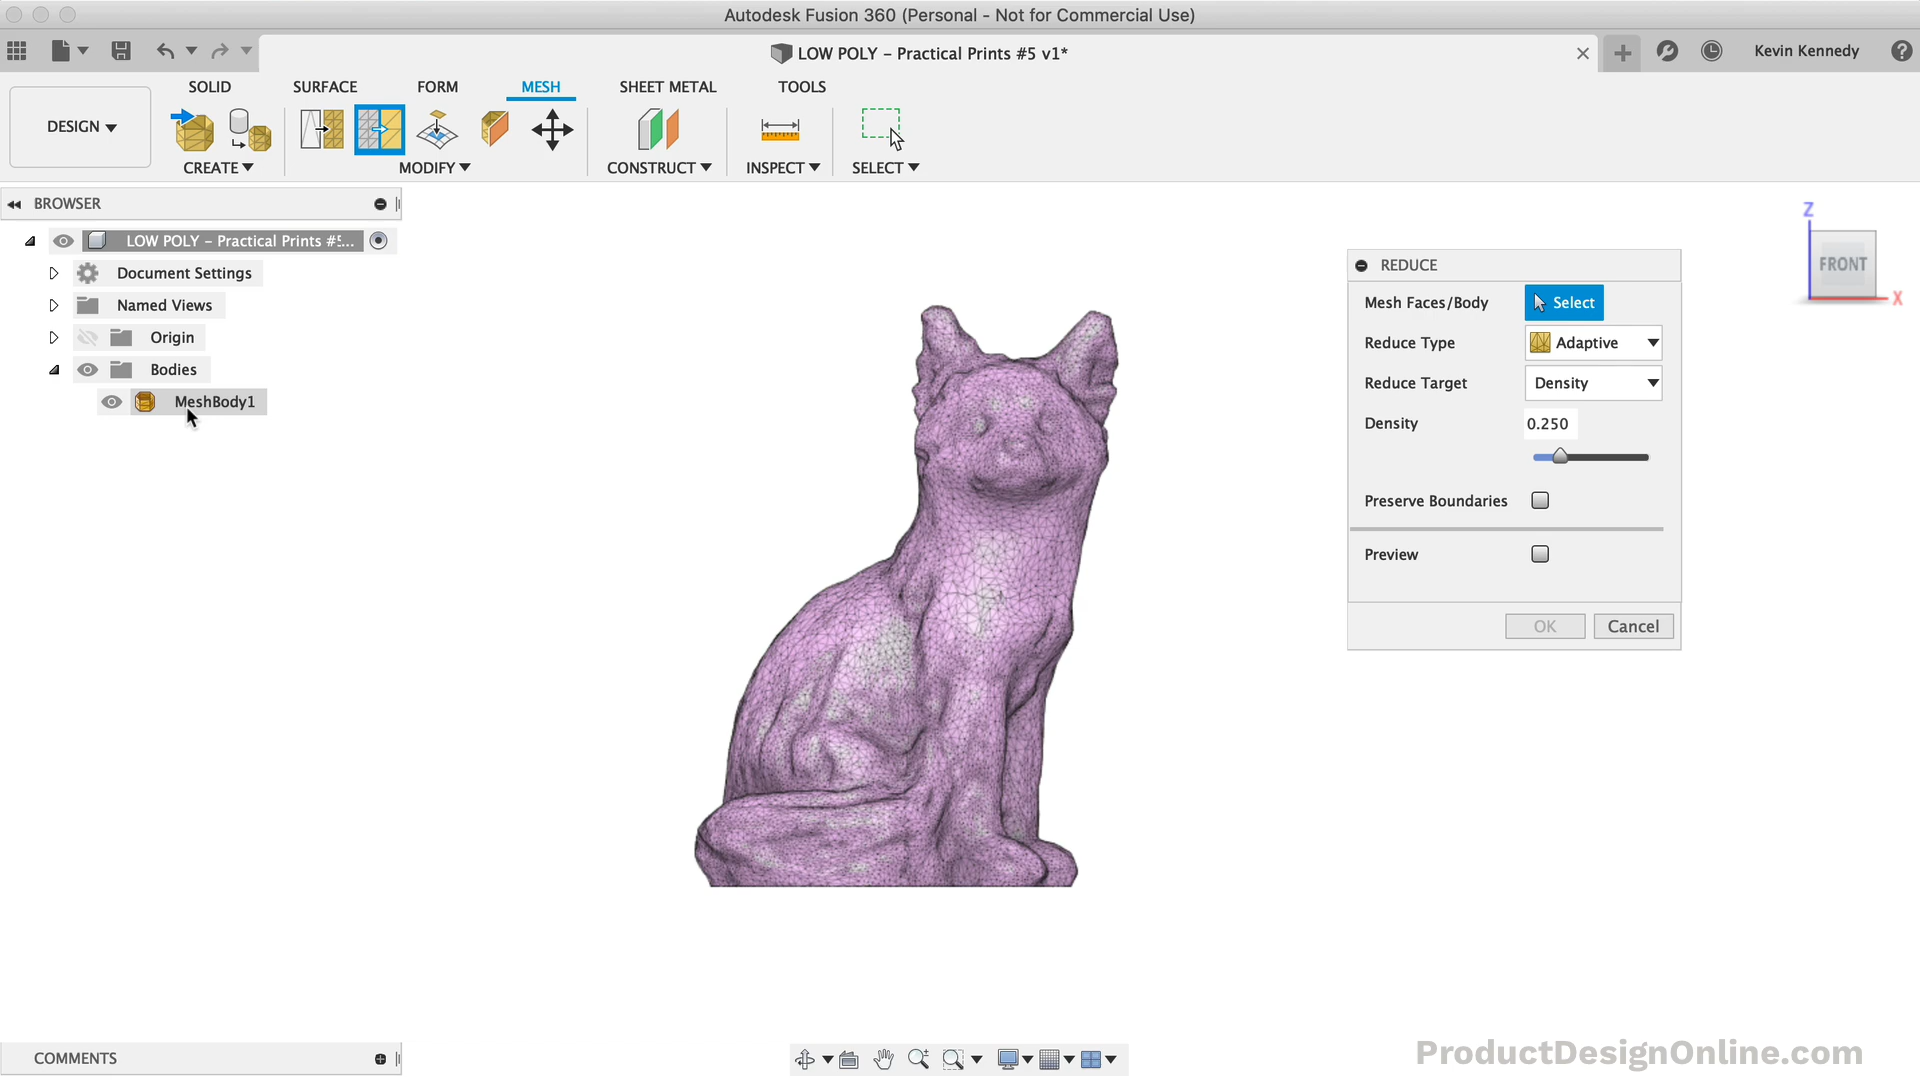 Autodesk Fusion 360 (Personal - Not for Commercial Use)
LOW POLY – Practical Prints #5 v1*
Kevin Kennedy
SOLID SURFACE FORM MESH SHEET METAL TOOLS
DESIGN
CREATE MODIFY CONSTRUCT INSPECT SELECT
BROWSER
LOW POLY – Practical Prints #5...
Document Settings
Named Views
Origin
Bodies
MeshBody1
Z
FRONT
X
REDUCE
Mesh Faces/Body Select
Reduce Type Adaptive
Reduce Target Density
Density 0.250
Preserve Boundaries
Preview
OK Cancel
COMMENTS
ProductDesignOnline.com